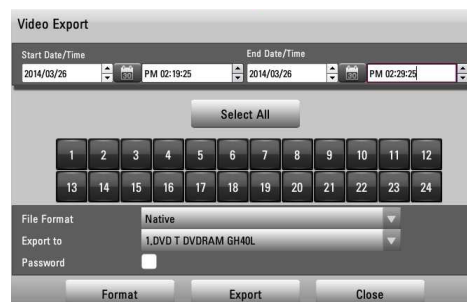 Video Export
Start Date/Time End Date/Time
2014/03/26 30 PM 02:19:25 2014/03/26 30 PM 02:29:25
Select All
1 2 3 4 5 6 7 8 9 10 11 12
13 14 15 16 17 18 19 20 21 22 23 24
File Format Native
Export to 1.DVD T DVDRAM GH40L
Password
Format Export Close